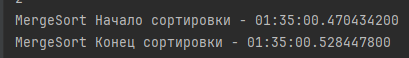 MergeSort Начало сортировки - 01:35:00.470434200
MergeSort Конец сортировки - 01:35:00.528447800